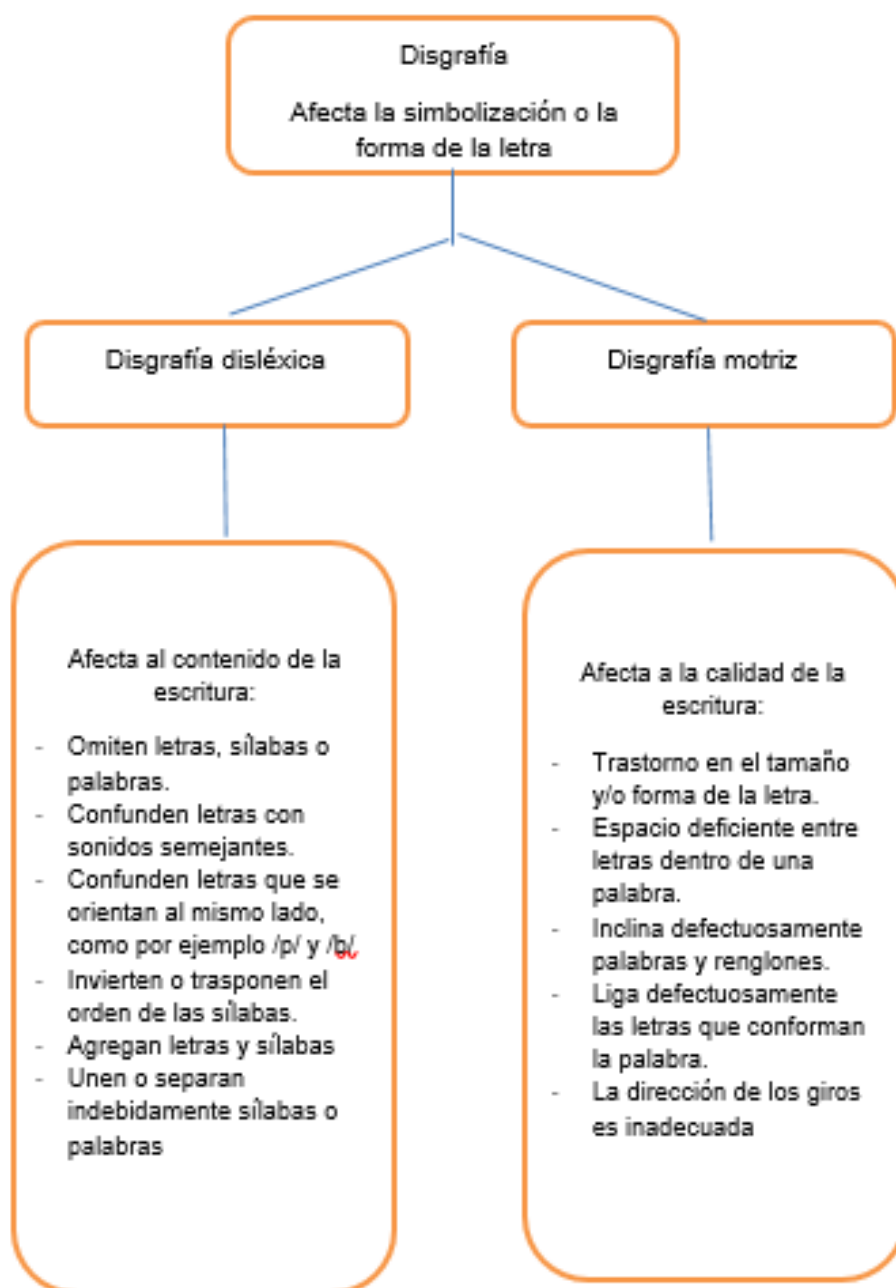 Disgrafía
Afecta la simbolización o la
forma de la letra
Disgrafía disléxica
Disgrafía motriz
Afecta al contenido de la
escritura:
- Omiten letras, sílabas o
palabras.
- Confunden letras con
sonidos semejantes.
- Confunden letras que se
orientan al mismo lado,
como por ejemplo /p/ y /b/.
- Invierten o trasponen el
orden de las sílabas.
- Agregan letras y sílabas
- Unen o separan
indebidamente sílabas o
palabras
Afecta a la calidad de la
escritura:
- Trastorno en el tamaño
y/o forma de la letra.
- Espacio deficiente entre
letras dentro de una
palabra.
- Inclina defectuosamente
palabras y renglones.
- Liga defectuosamente
las letras que conforman
la palabra.
- La dirección de los giros
es inadecuada